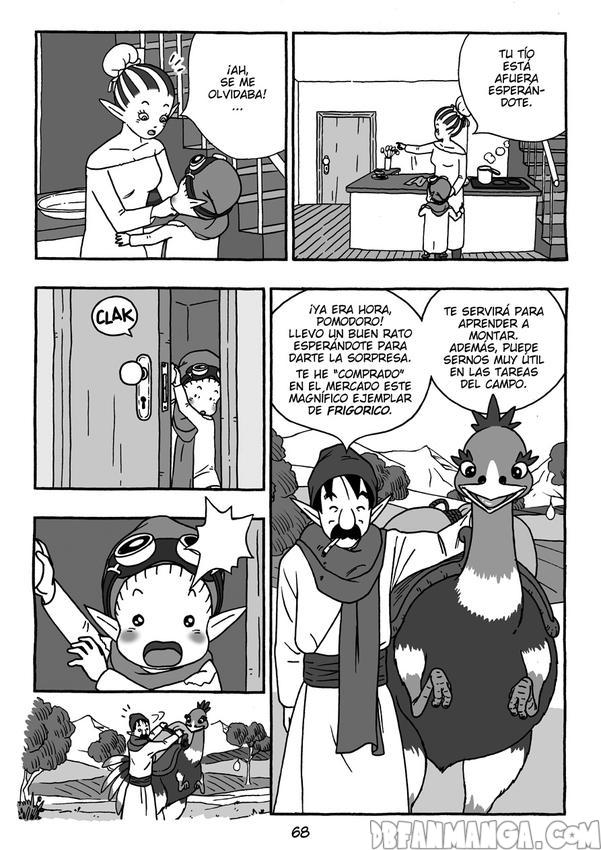 ¡AH,
SE ME
OLVIDABA!
...
TU TÍO
ESTÁ
AFUERA
ESPERÁN-
DOTE.
CLAK
¡YA ERA HORA,
POMODORO!
LLEVO UN BUEN RATO
ESPERÁNDOTE PARA
DARTE LA SORPRESA.
TE HE "COMPRADO"
EN EL MERCADO ESTE
MAGNÍFICO EJEMPLAR
DE FRIGORICO.
TE SERVIRÁ PARA
APRENDER A
MONTAR.
ADEMÁS, PUEDE
SERNOS MUY ÚTIL
EN LAS TAREAS
DEL CAMPO.
68
DBFANMANGA.COM